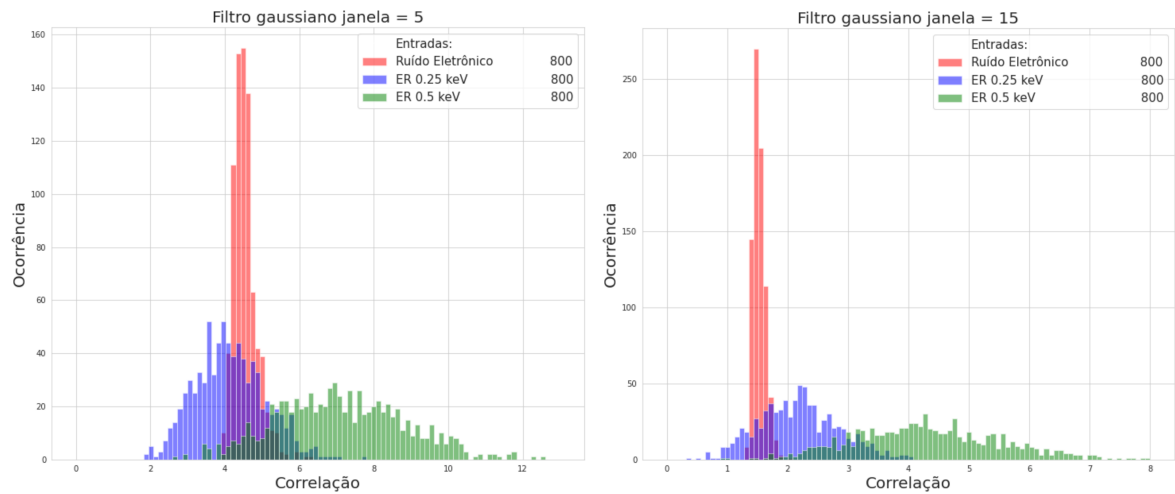 Filtro gaussiano janela = 5
Entradas:
Ruído Eletrônico 800
ER 0.25 keV 800
ER 0.5 keV 800
Ocorrência
160
140
120
100
80
60
40
20
0
0 2 4 6 8 10 12
Correlação
Filtro gaussiano janela = 15
Entradas:
Ruído Eletrônico 800
ER 0.25 keV 800
ER 0.5 keV 800
Ocorrência
250
200
150
100
50
0
0 1 2 3 4 5 6 7 8
Correlação